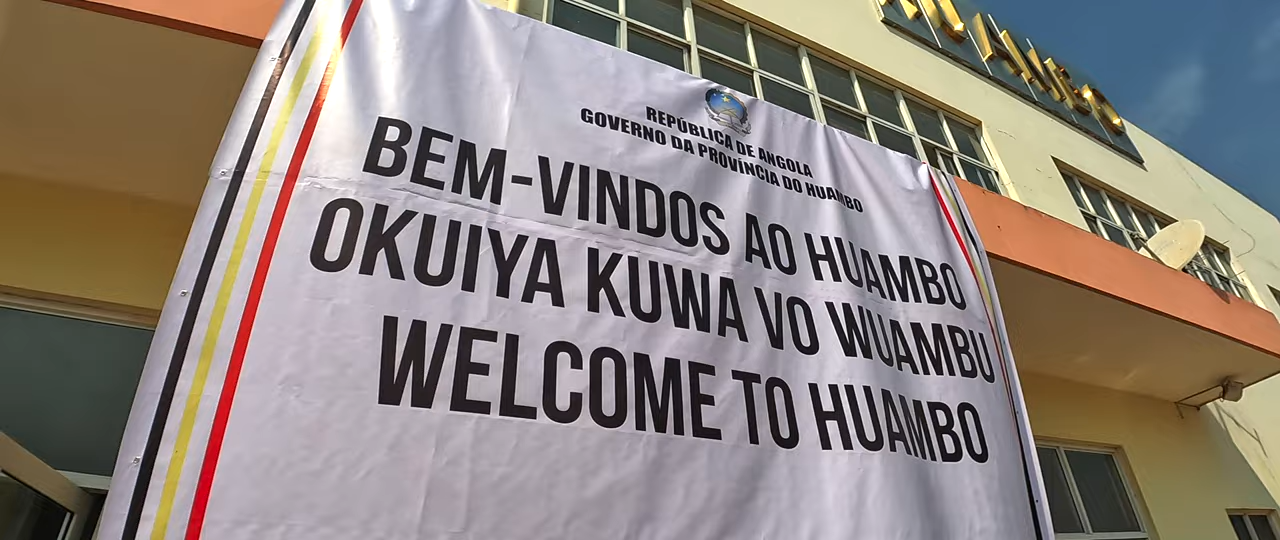 REPÚBLICA DE ANGOLA
GOVERNO DA PROVÍNCIA DO HUAMBO
BEM-VINDOS AO HUAMBO
OKUIYA KUWA VO WUAMBU
WELCOME TO HUAMBO